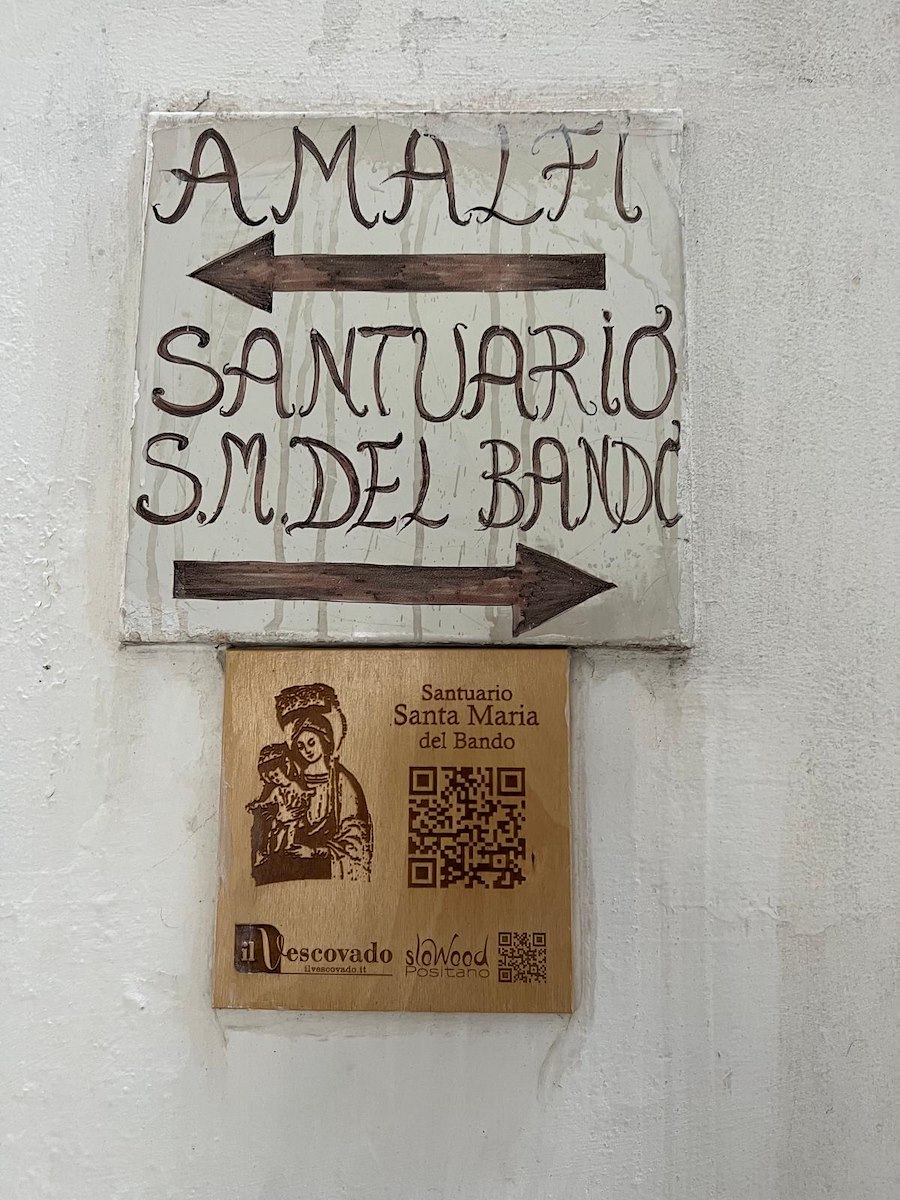 AMALFI
SANTUARIO
S.M.DEL BANDO
Santuario
Santa Maria
del Bando
il Vescovado
ilvescovado.it
sloWood
Positano